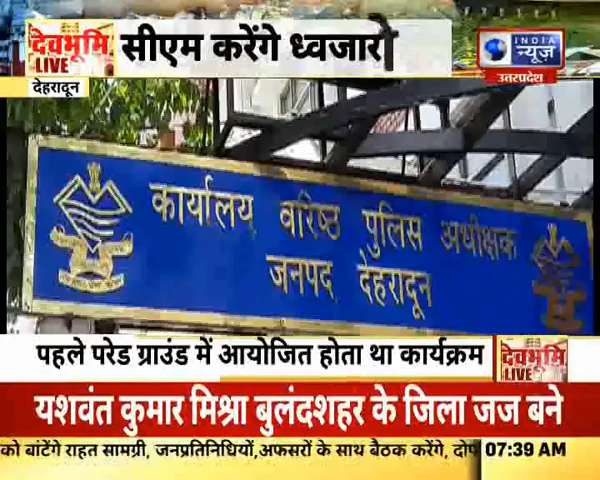 देवभूमि
LIVE
सीएम करेंगे ध्वजारो
INDIA
न्यूज़
उत्तरप्रदेश
देहरादून
कार्यालय वरिष्ठ पुलिस अधीक्षक
जनपद देहरादून
पहले परेड ग्राउंड में आयोजित होता था कार्यक्रम
देवभूमि
LIVE
यशवंत कुमार मिश्रा बुलंदशहर के जिला जज बने
को बांटेंगे राहत सामग्री, जनप्रतिनिधियों,अफसरों के साथ बैठक करेंगे,
07:39 AM